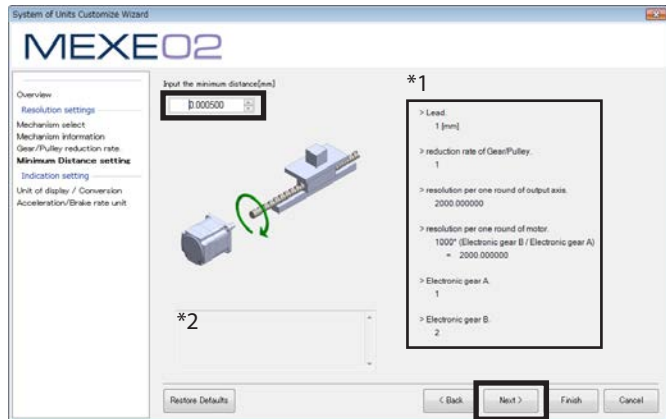 System of Units Customize Wizard
MEXE02
Overview
Resolution settings
Mechanism select
Mechanism information
Gear/Pulley reduction rate
Minimum Distance setting
Indication setting
Unit of display / Conversion
Acceleration/Brake rate unit
Input the minimum distance[mm]
0.000500
*1
> Lead.
1 [mm]
> reduction rate of Gear/Pulley.
1
> resolution per one round of output axis.
2000.000000
> resolution per one round of motor.
1000* (Electronic gear B / Electronic gear A)
= 2000.000000
> Electronic gear A.
1
> Electronic gear B.
2
*2
Restore Defaults
< Back
Next >
Finish
Cancel